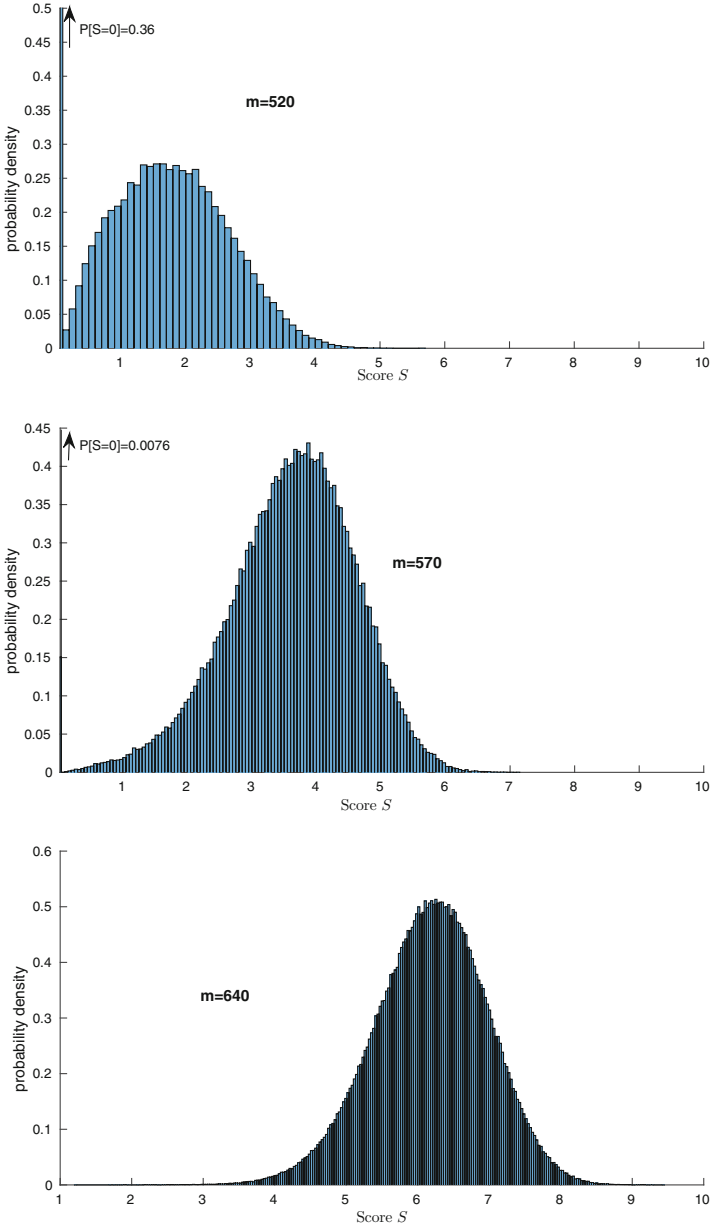 0.5
P[S=0]=0.36
0.45
0.4
m=520
0.35
0.3
0.25
0.2
0.15
0.1
0.05
0
probability density
1 2 3 4 5 6 7 8 9 10
Score S
0.45
P[S=0]=0.0076
0.4
0.35
0.3
m=570
0.25
0.2
0.15
0.1
0.05
0
probability density
1 2 3 4 5 6 7 8 9 10
Score S
0.6
0.5
0.4
m=640
0.3
0.2
0.1
0
probability density
1 2 3 4 5 6 7 8 9 10
Score S